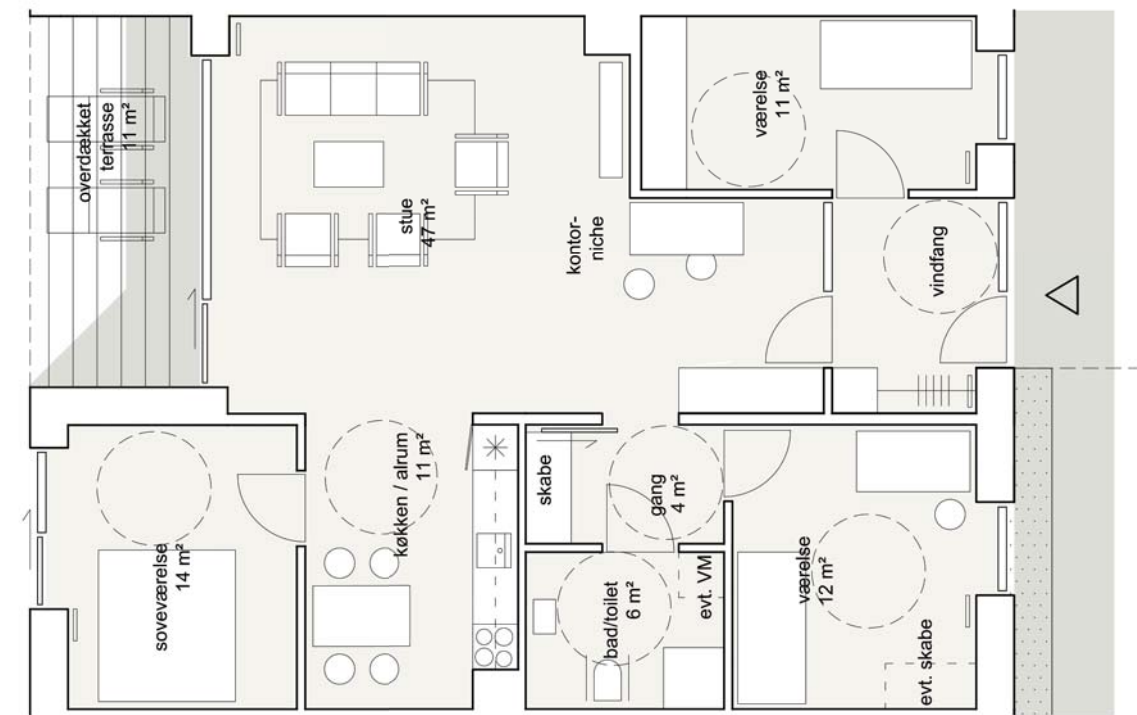 overdækket
terrasse
11 m²
stue
47 m²
kontor-
niche
værelse
11 m²
vindfang
soveværelse
14 m²
køkken / alrum
11 m²
skabe
gang
4 m²
bad/toilet
6 m²
evt. VM
værelse
12 m²
evt. skabe